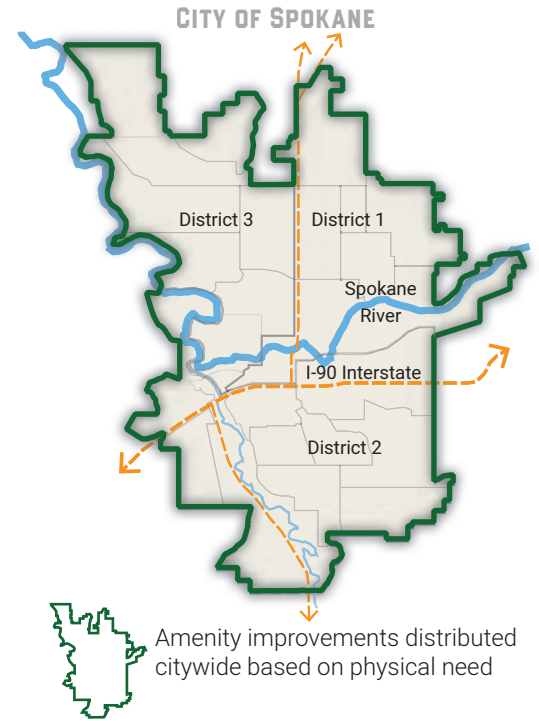 City of Spokane
District 3
District 1
Spokane
River
I-90 Interstate
District 2
Amenity improvements distributed
citywide based on physical need